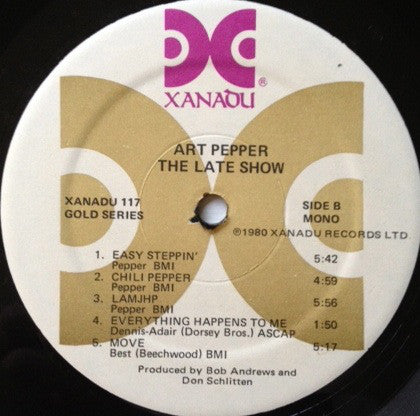 XANADU®
ART PEPPER
THE LATE SHOW
XANADU 117
GOLD SERIES
SIDE B
MONO
℗1980 XANADU RECORDS LTD.
1. EASY STEPPIN' 5:42
Pepper BMI
2. CHILI PEPPER 4:59
Pepper BMI
3. LAMJHP 5:56
Pepper BMI
4. EVERYTHING HAPPENS TO ME 1:50
Dennis-Adair (Dorsey Bros.) ASCAP
5. MOVE 5:17
Best (Beechwood) BMI
Produced by Bob Andrews and
Don Schlitten